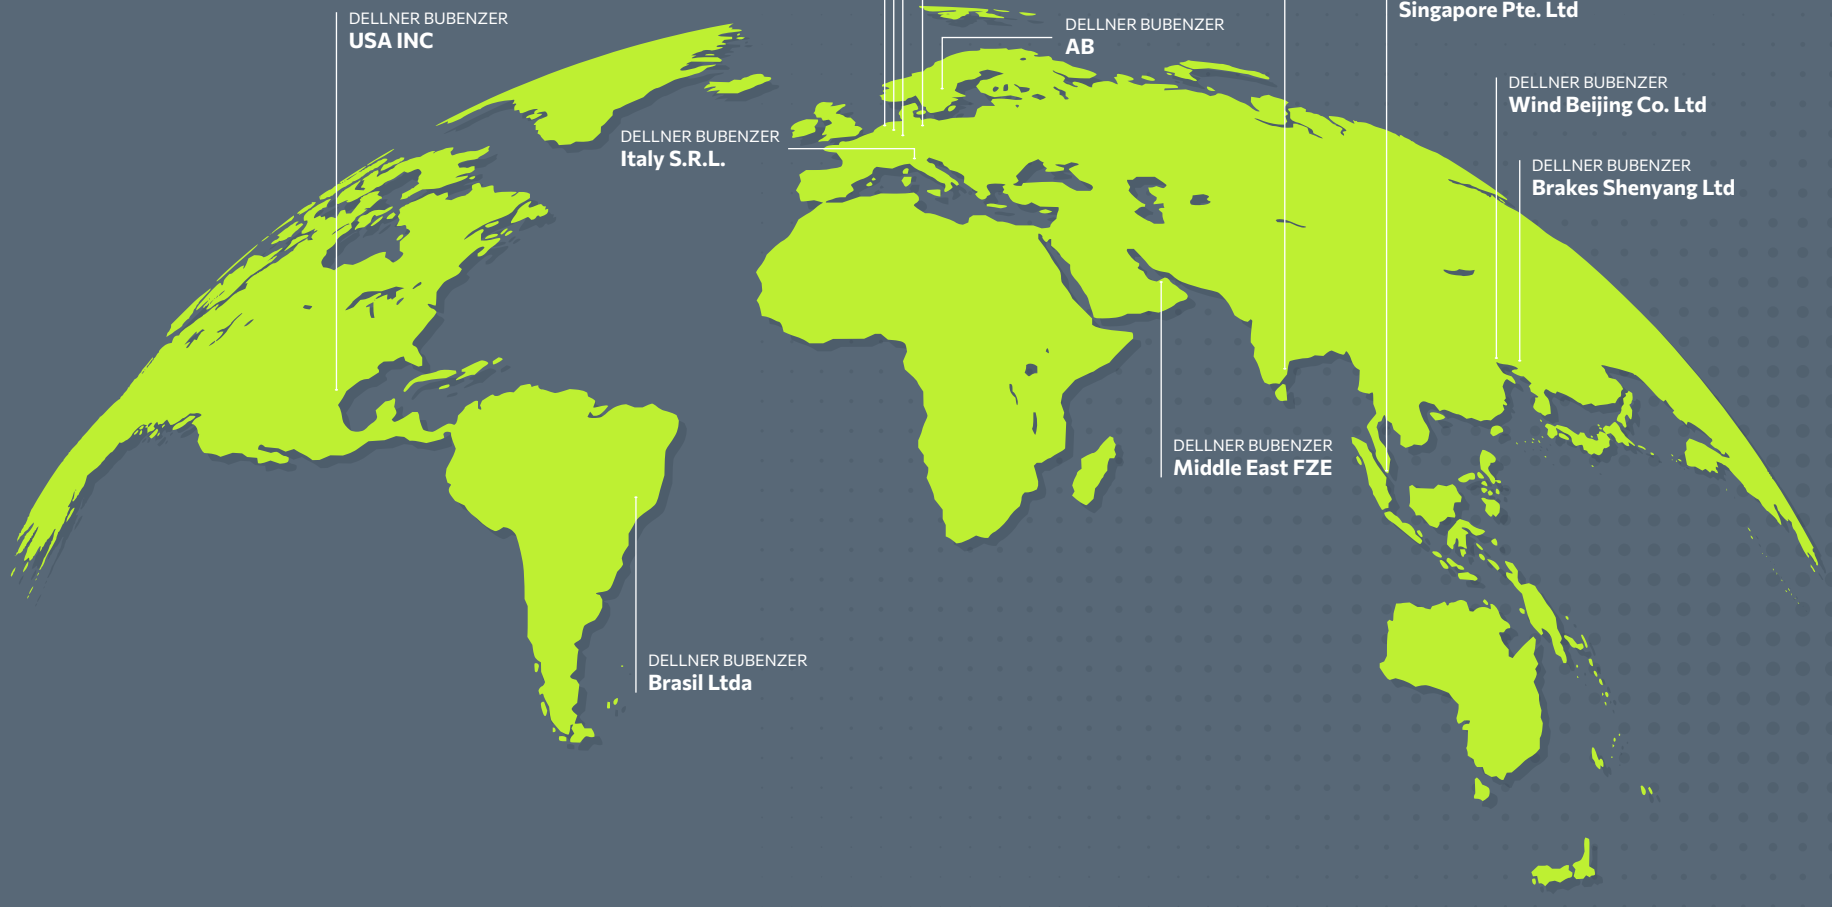 DELLNER BUBENZER
USA INC
DELLNER BUBENZER
AB
Singapore Pte. Ltd
DELLNER BUBENZER
Wind Beijing Co. Ltd
DELLNER BUBENZER
Italy S.R.L.
DELLNER BUBENZER
Brakes Shenyang Ltd
DELLNER BUBENZER
Middle East FZE
DELLNER BUBENZER
Brasil Ltda